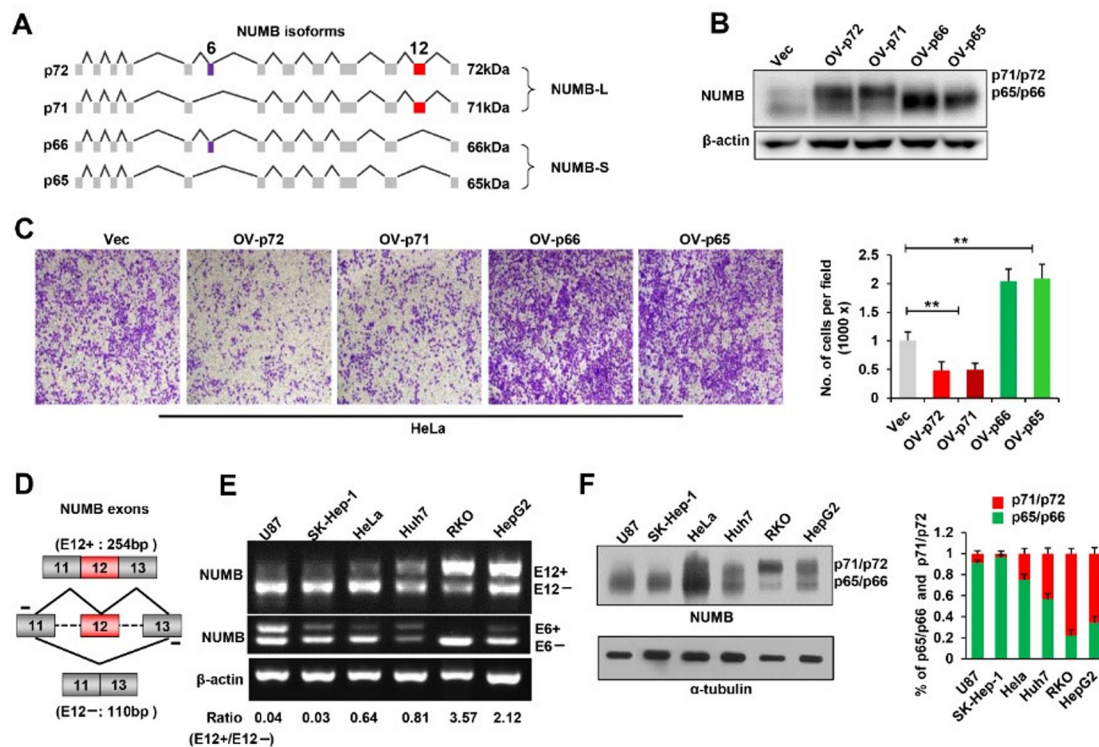 A
NUMB isoforms
6 12
p72 72kDa
p71 71kDa
NUMB-L
p66 66kDa
p65 65kDa
NUMB-S
B
Vec OV-p72 OV-p71 OV-p66 OV-p65
NUMB
p71/p72
p65/p66
β-actin
C
Vec OV-p72 OV-p71 OV-p66 OV-p65
HeLa
No. of cells per field
(1000 x)
2.5
2
1.5
1
0.5
0
** **
Vec OV-p72 OV-p71 OV-p66 OV-p65
D
NUMB exons
(E12+ : 254bp)
11 12 13
11 12 13
11 13
(E12−: 110bp)
E
U87 SK-Hep-1 HeLa Huh7 RKO HepG2
NUMB
E12+
E12−
NUMB
E6+
E6−
β-actin
Ratio 0.04 0.03 0.64 0.81 3.57 2.12
(E12+/E12−)
F
U87 SK-Hep-1 HeLa Huh7 RKO HepG2
p71/p72
p65/p66
NUMB
α-tubulin
p71/p72
p65/p66
% of p65/p66 and p71/p72
1
0.8
0.6
0.4
0.2
0
U87 SK-Hep-1 Hela Huh7 RKO HepG2